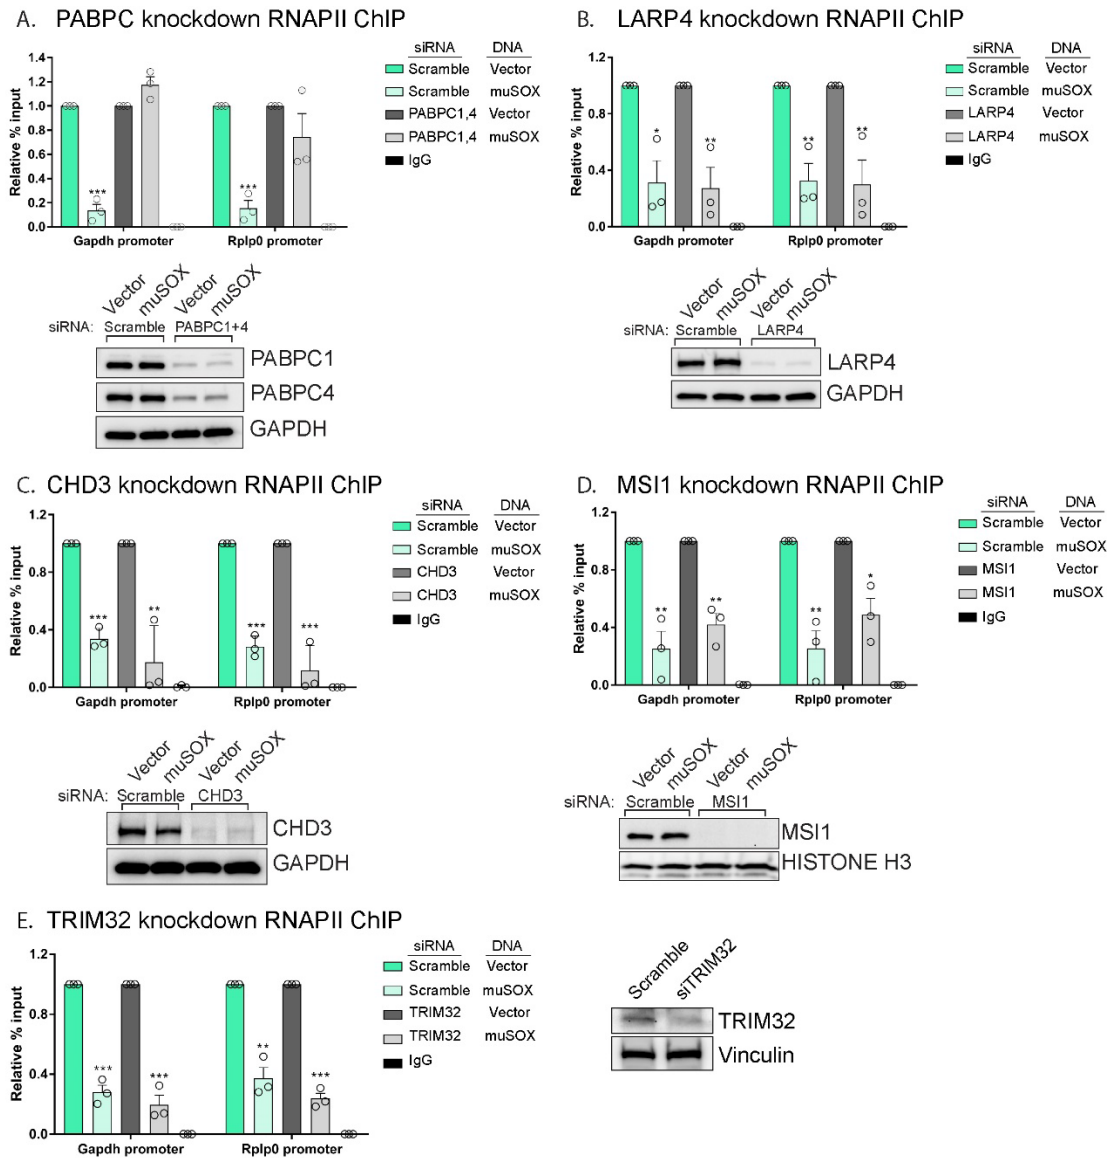 A. PABPC knockdown RNAPII ChIP
siRNA DNA
Scramble Vector
Scramble muSOX
PABPC1,4 Vector
PABPC1,4 muSOX
IgG
Relative % input
1.4
1.2
1.0
0.8
0.6
0.4
0.2
0.0
***
***
Gapdh promoter Rplp0 promoter
Vector muSOX Vector muSOX
siRNA: Scramble PABPC1+4
PABPC1
PABPC4
GAPDH
B. LARP4 knockdown RNAPII ChIP
siRNA DNA
Scramble Vector
Scramble muSOX
LARP4 Vector
LARP4 muSOX
IgG
Relative % input
1.2
0.8
0.4
0.0
* ** ** **
Gapdh promoter Rplp0 promoter
Vector muSOX Vector muSOX
siRNA: Scramble LARP4
LARP4
GAPDH
C. CHD3 knockdown RNAPII ChIP
siRNA DNA
Scramble Vector
Scramble muSOX
CHD3 Vector
CHD3 muSOX
IgG
Relative % input
1.2
0.8
0.4
0.0
*** ** *** ***
Gapdh promoter Rplp0 promoter
Vector muSOX Vector muSOX
siRNA: Scramble CHD3
CHD3
GAPDH
D. MSI1 knockdown RNAPII ChIP
siRNA DNA
Scramble Vector
Scramble muSOX
MSI1 Vector
MSI1 muSOX
IgG
Relative % input
1.2
0.8
0.4
0.0
** ** ** *
Gapdh promoter Rplp0 promoter
Vector muSOX Vector muSOX
siRNA: Scramble MSI1
MSI1
HISTONE H3
E. TRIM32 knockdown RNAPII ChIP
siRNA DNA
Scramble Vector
Scramble muSOX
TRIM32 Vector
TRIM32 muSOX
IgG
Relative % input
1.2
0.8
0.4
0.0
*** *** ** ***
Gapdh promoter Rplp0 promoter
Scramble siTRIM32
TRIM32
Vinculin